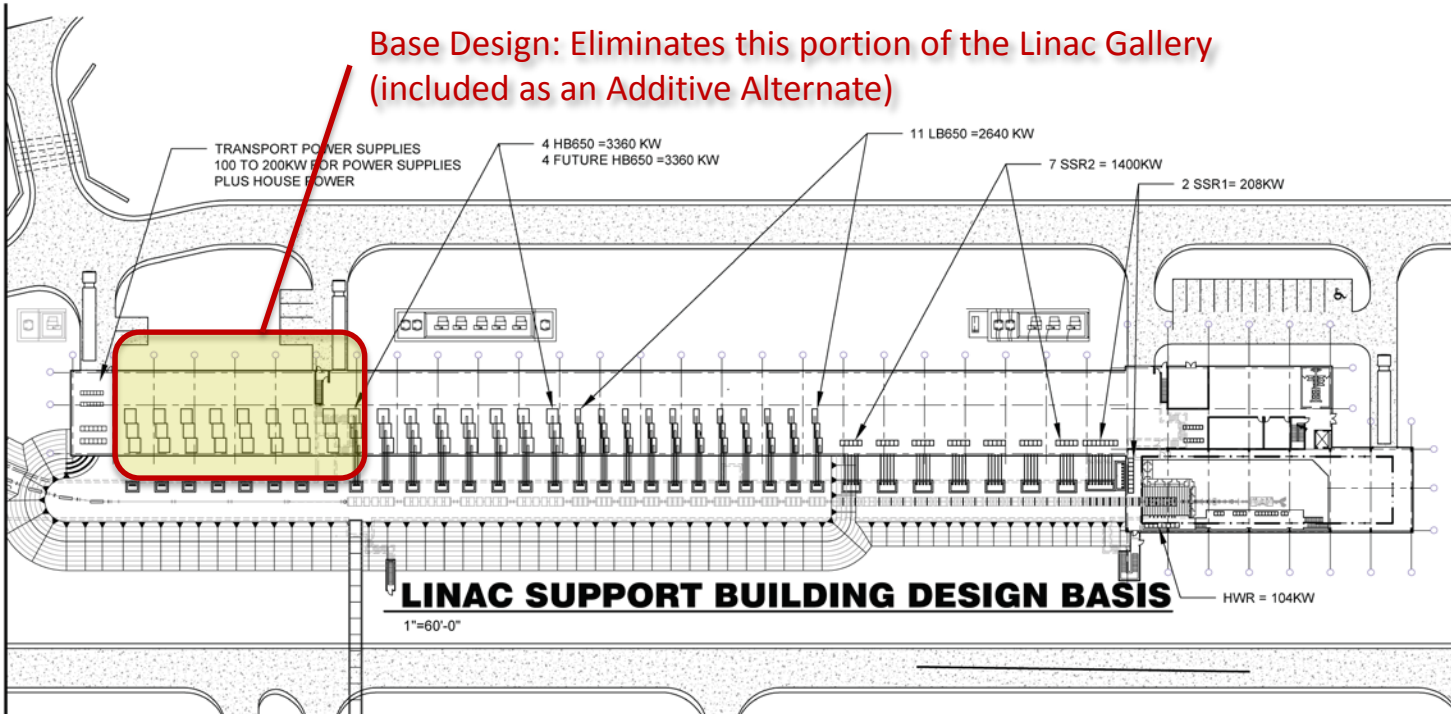 Base Design: Eliminates this portion of the Linac Gallery
(included as an Additive Alternate)
TRANSPORT POWER SUPPLIES
100 TO 200KW FOR POWER SUPPLIES
PLUS HOUSE POWER
4 HB650 =3360 KW
4 FUTURE HB650 =3360 KW
11 LB650 =2640 KW
7 SSR2 = 1400KW
2 SSR1= 208KW
LINAC SUPPORT BUILDING DESIGN BASIS
1"=60'-0"
HWR = 104KW